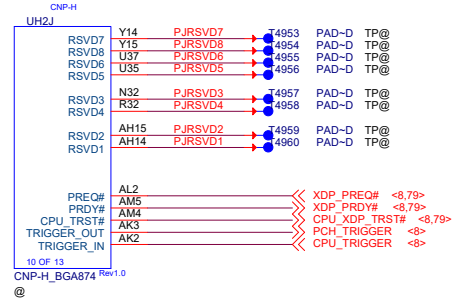 CNP-H
UH2J
RSVD7 Y14 PJRSVD7 T4953 PAD~D TP@
RSVD8 Y15 PJRSVD8 T4954 PAD~D TP@
RSVD6 U37 PJRSVD6 T4955 PAD~D TP@
RSVD5 U35 PJRSVD5 T4956 PAD~D TP@
RSVD3 N32 PJRSVD3 T4957 PAD~D TP@
RSVD4 R32 PJRSVD4 T4958 PAD~D TP@
RSVD2 AH15 PJRSVD2 T4959 PAD~D TP@
RSVD1 AH14 PJRSVD1 T4960 PAD~D TP@
PREQ# AL2 XDP_PREQ# <8,79>
PRDY# AM5 XDP_PRDY# <8,79>
CPU_TRST# AM4 CPU_XDP_TRST# <8,79>
TRIGGER_OUT AK3 PCH_TRIGGER <8>
TRIGGER_IN AK2 CPU_TRIGGER <8>
10 OF 13
CNP-H_BGA874 Rev1.0
@